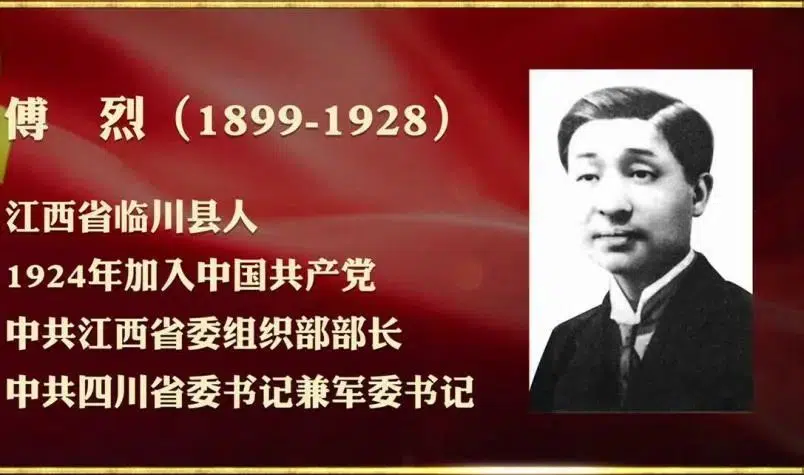 傅　烈（1899-1928）
江西省临川县人
1924年加入中国共产党
中共江西省委组织部部长
中共四川省委书记兼军委书记